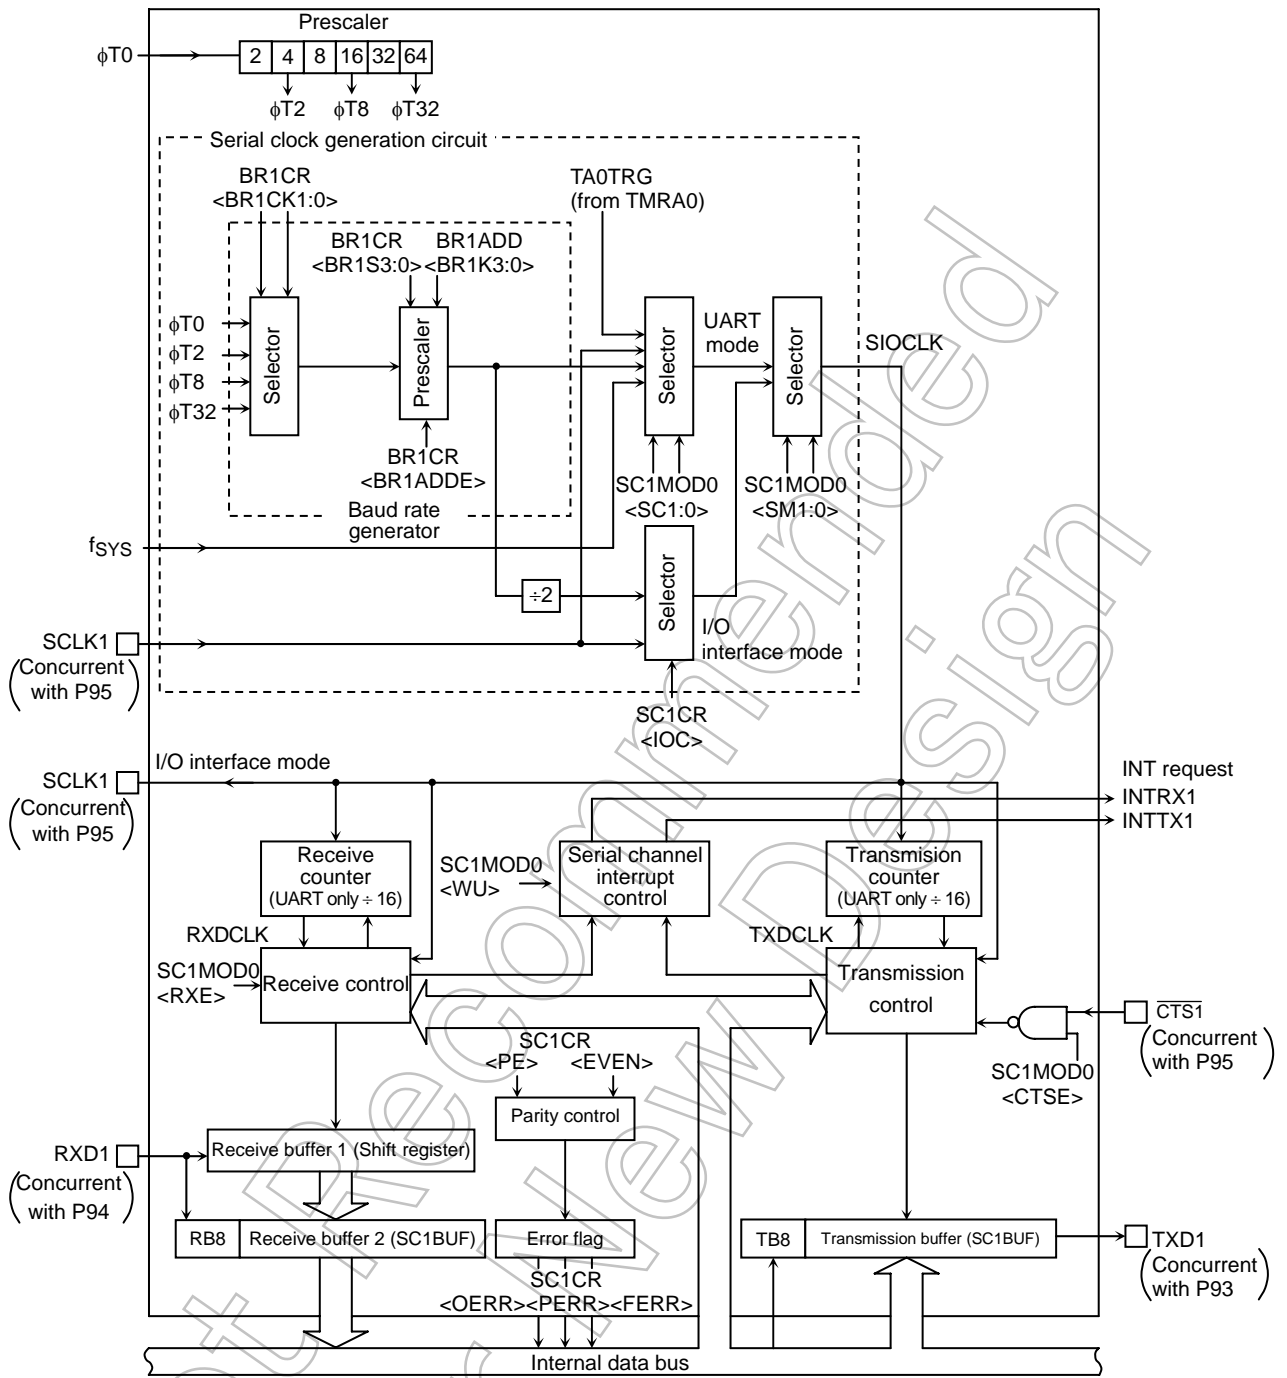 Prescaler
ϕT0
2 4 8 16 32 64
ϕT2 ϕT8 ϕT32
Serial clock generation circuit
BR1CR
<BR1CK1:0>
TA0TRG
(from TMRA0)
BR1CR
<BR1S3:0>
BR1ADD
<BR1K3:0>
ϕT0
ϕT2
ϕT8
ϕT32
Selector
Prescaler
Selector
UART
mode
Selector
SIOCLK
BR1CR
<BR1ADDE>
SC1MOD0
<SC1:0>
SC1MOD0
<SM1:0>
Baud rate
generator
fSYS
÷2
Selector
I/O
interface mode
SCLK1
(Concurrent
with P95)
SC1CR
<IOC>
I/O interface mode
SCLK1
(Concurrent
with P95)
INT request
INTRX1
INTTX1
Receive
counter
(UART only ÷ 16)
SC1MOD0
<WU>
Serial channel
interrupt
control
Transmision
counter
(UART only ÷ 16)
RXDCLK
TXDCLK
SC1MOD0
<RXE>
Receive control
Transmission
control
CTS1
(Concurrent
with P95)
SC1MOD0
<CTSE>
SC1CR
<PE> <EVEN>
Parity control
RXD1
(Concurrent
with P94)
Receive buffer 1 (Shift register)
RB8 Receive buffer 2 (SC1BUF)
Error flag
SC1CR
<OERR><PERR><FERR>
TB8 Transmission buffer (SC1BUF)
TXD1
(Concurrent
with P93)
Internal data bus
Not Recommended
for New Design